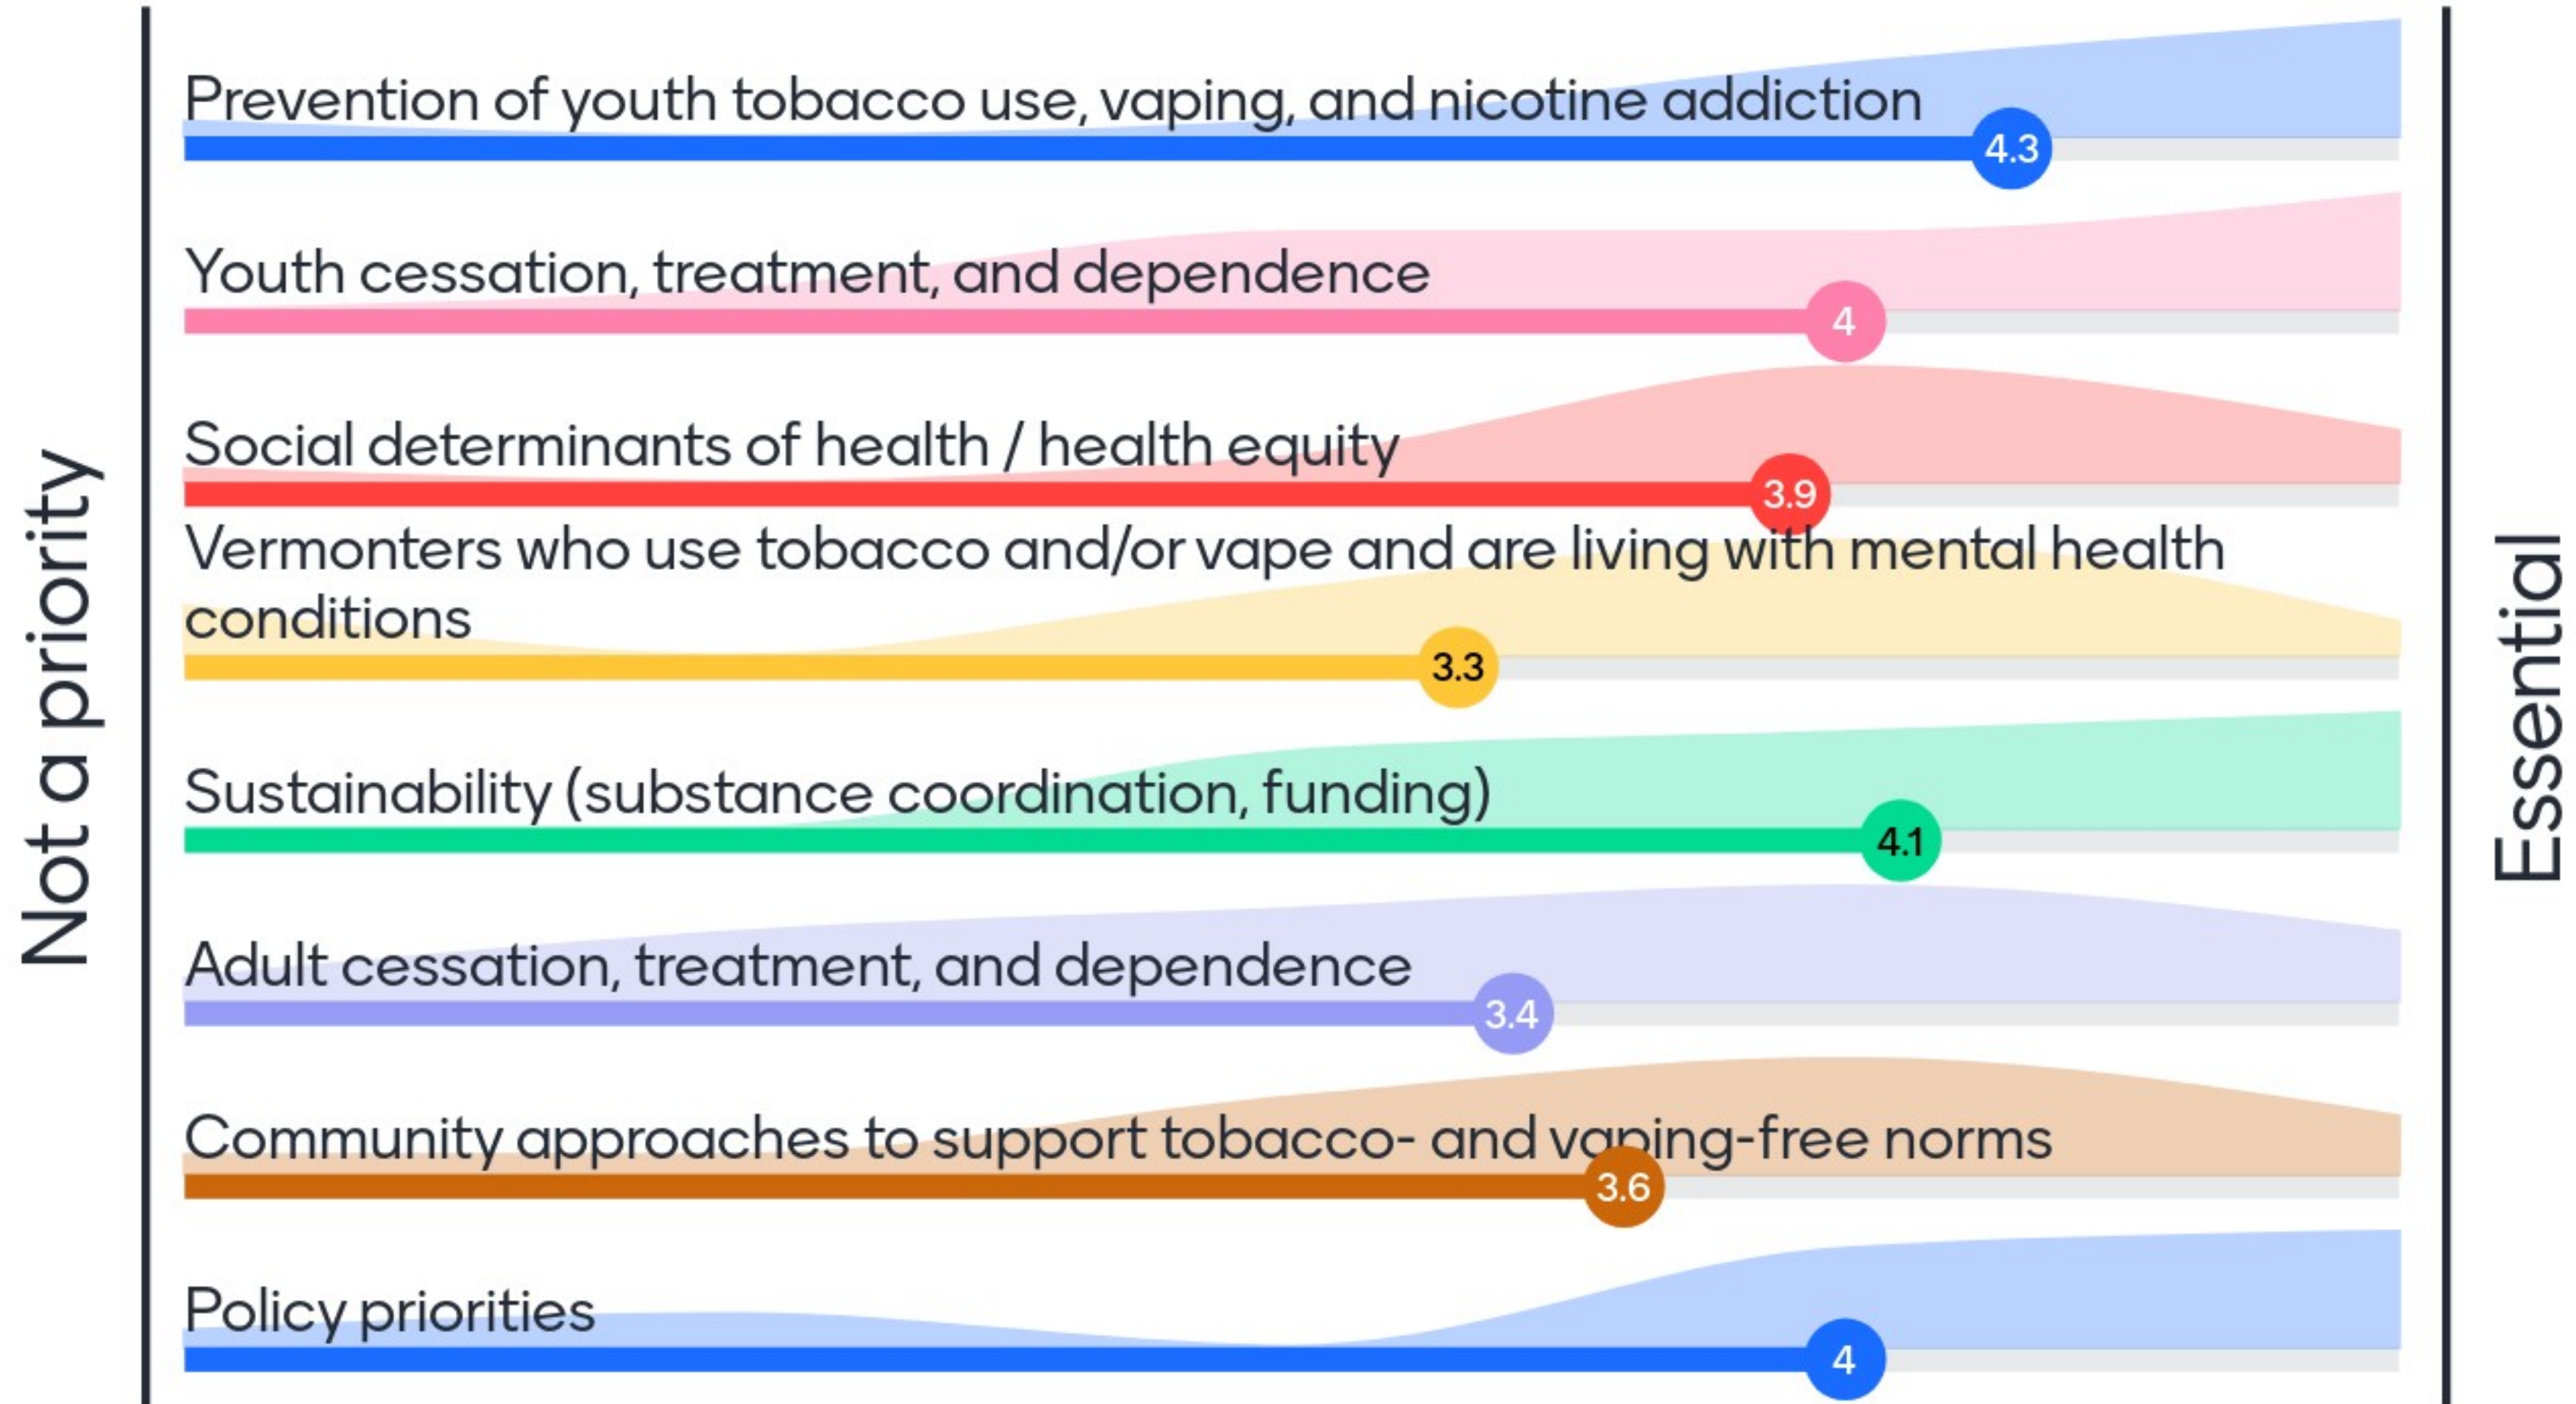 Not a priority
Prevention of youth tobacco use, vaping, and nicotine addiction
4.3
Youth cessation, treatment, and dependence
4
Social determinants of health / health equity
3.9
Vermonters who use tobacco and/or vape and are living with mental health
conditions
3.3
Sustainability (substance coordination, funding)
4.1
Adult cessation, treatment, and dependence
3.4
Community approaches to support tobacco- and vaping-free norms
3.6
Policy priorities
4
Essential